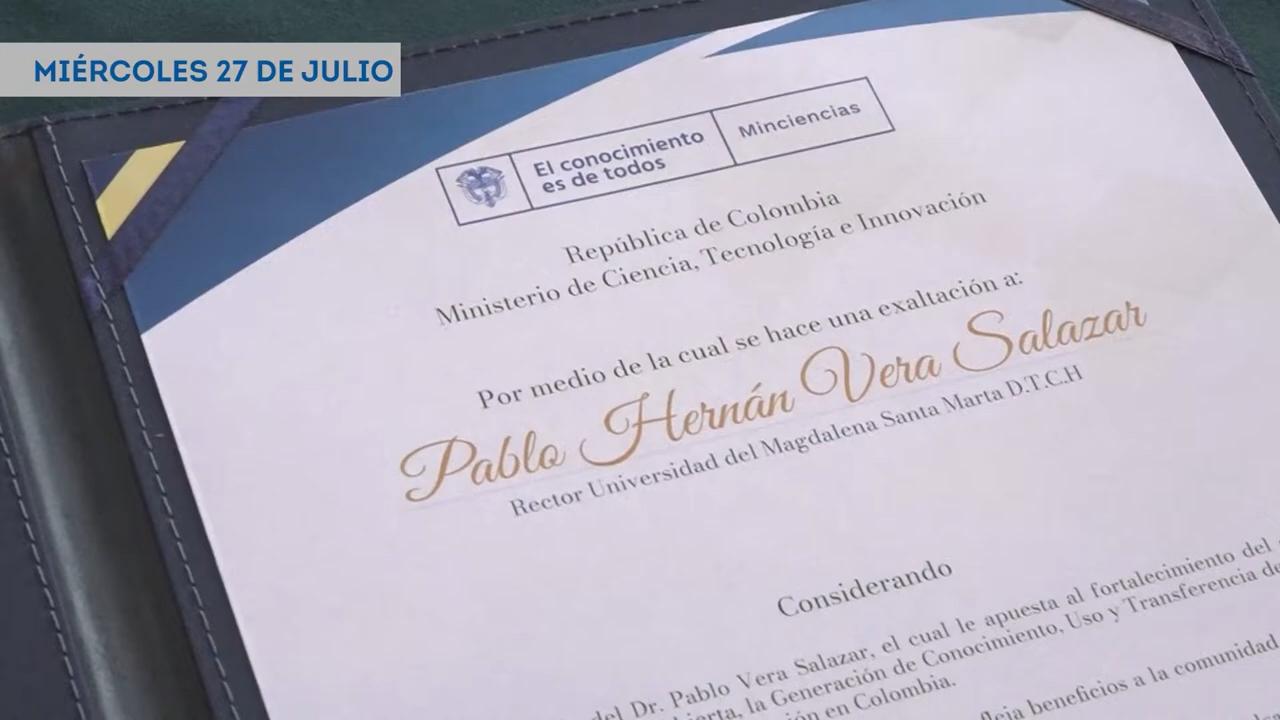 MIÉRCOLES 27 DE JULIO
El conocimiento
es de todos
Minciencias
República de Colombia
Ministerio de Ciencia, Tecnología e Innovación
Por medio de la cual se hace una exaltación a:
Pablo Hernán Vera Salazar
Rector Universidad del Magdalena Santa Marta D.T.C.H
Considerando
del Dr. Pablo Vera Salazar, el cual le apuesta al fortalecimiento del
la Generación de Conocimiento, Uso y Transferencia de
en Colombia.
beneficios a la comunidad